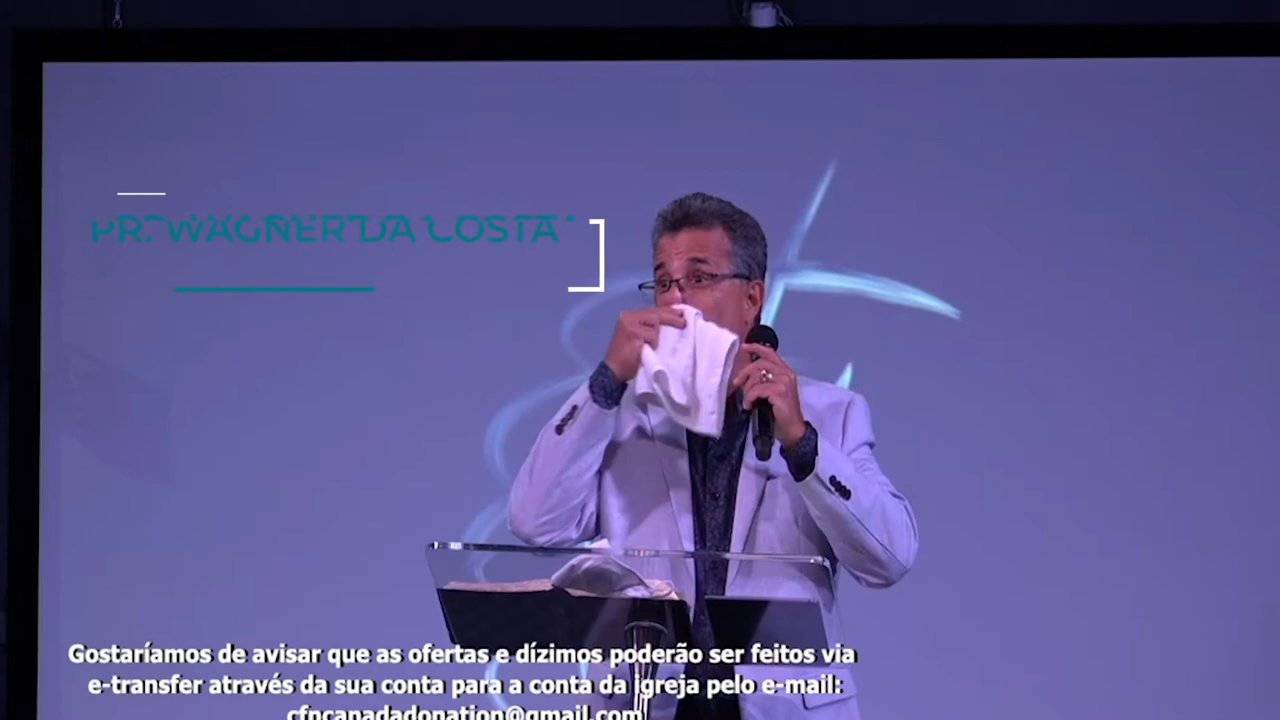 PR. WAGNER DA COSTA
Gostaríamos de avisar que as ofertas e dízimos poderão ser feitos via
e-transfer através da sua conta para a conta da igreja pelo e-mail:
cfncanadadonation@gmail.com